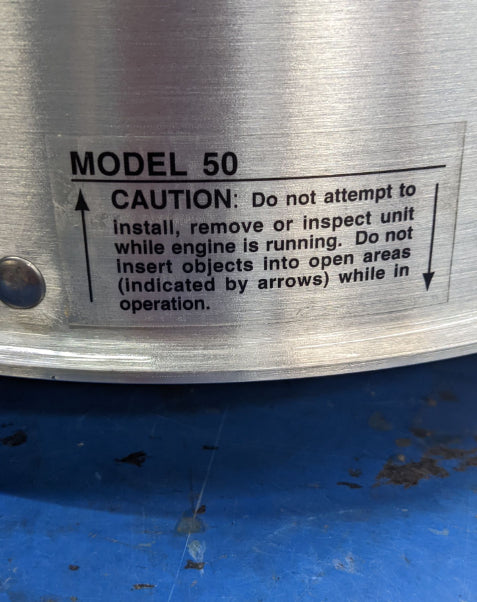 MODEL 50
CAUTION: Do not attempt to
install, remove or inspect unit
while engine is running. Do not
insert objects into open areas
(indicated by arrows) while in
operation.